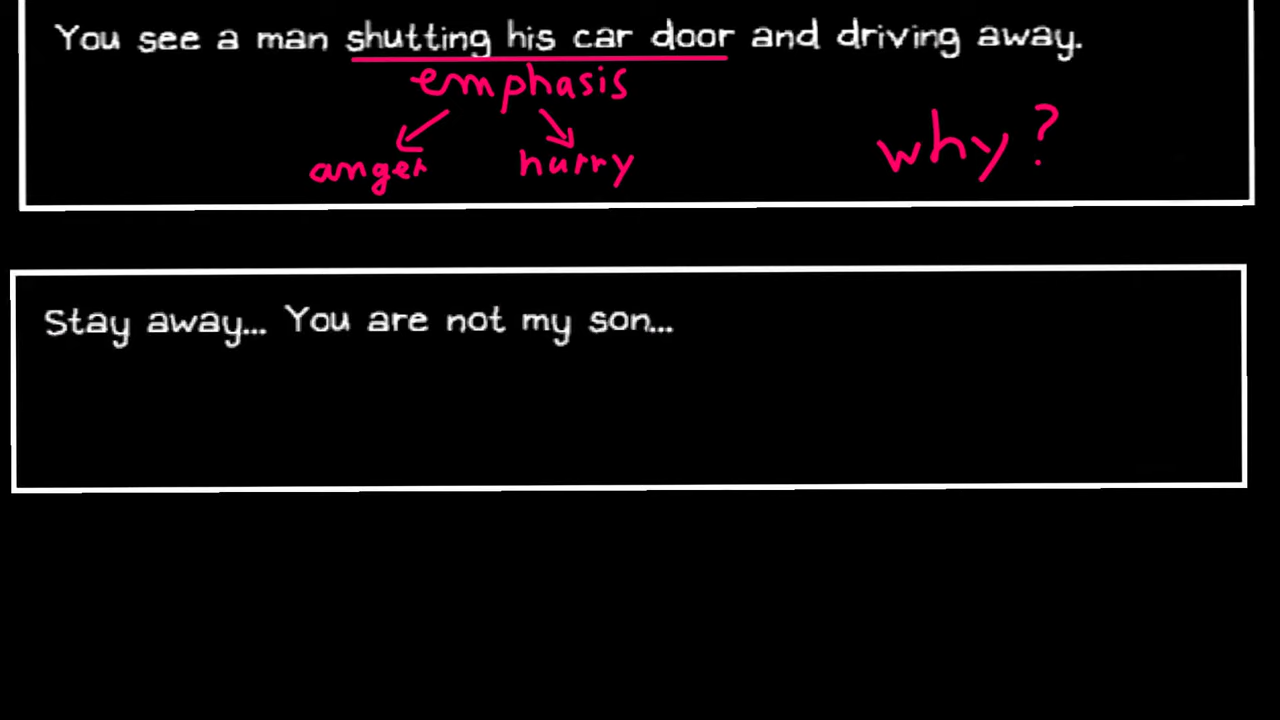 You see a man shutting his car door and driving away.
emphasis
anger hurry why?
Stay away... You are not my son...